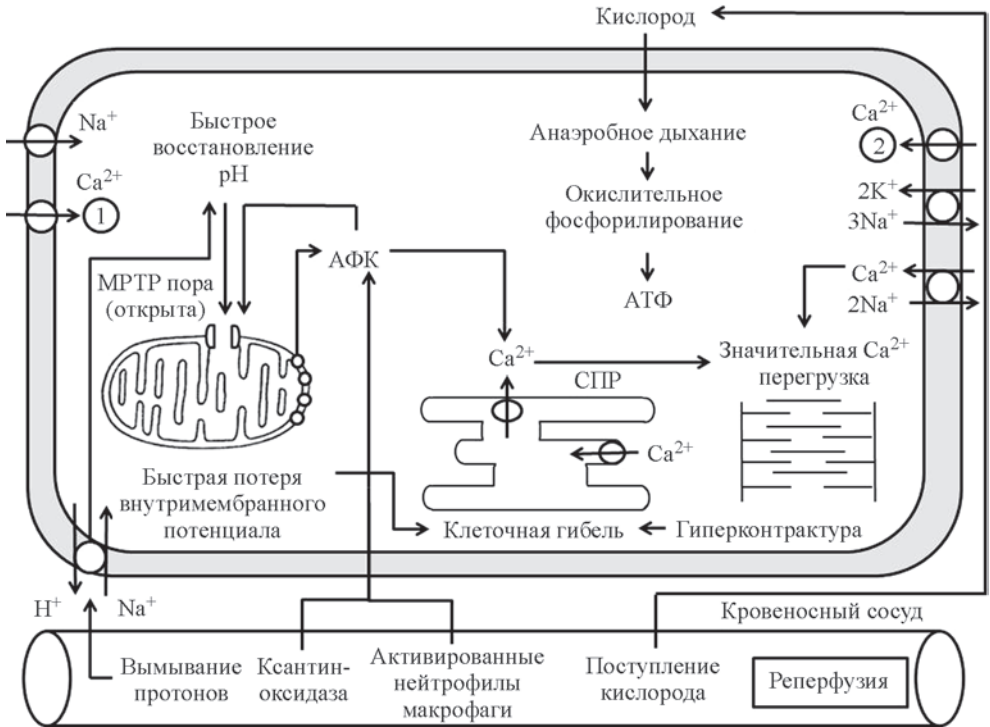 Кислород
Na⁺
Ca²⁺
1
Быстрое
восстановление
pH
Анаэробное дыхание
Окислительное
фосфорилирование
АТФ
Ca²⁺
2
2K⁺
3Na⁺
Ca²⁺
2Na⁺
АФК
МРТР пора
(открыта)
Ca²⁺
СПР
Значительная Ca²⁺
перегрузка
Ca²⁺
Быстрая потеря
внутримембранного
потенциала
Клеточная гибель
Гиперконтрактура
H⁺
Na⁺
Кровеносный сосуд
Вымывание
протонов
Ксантин-
оксидаза
Активированные
нейтрофилы
макрофаги
Поступление
кислорода
Реперфузия